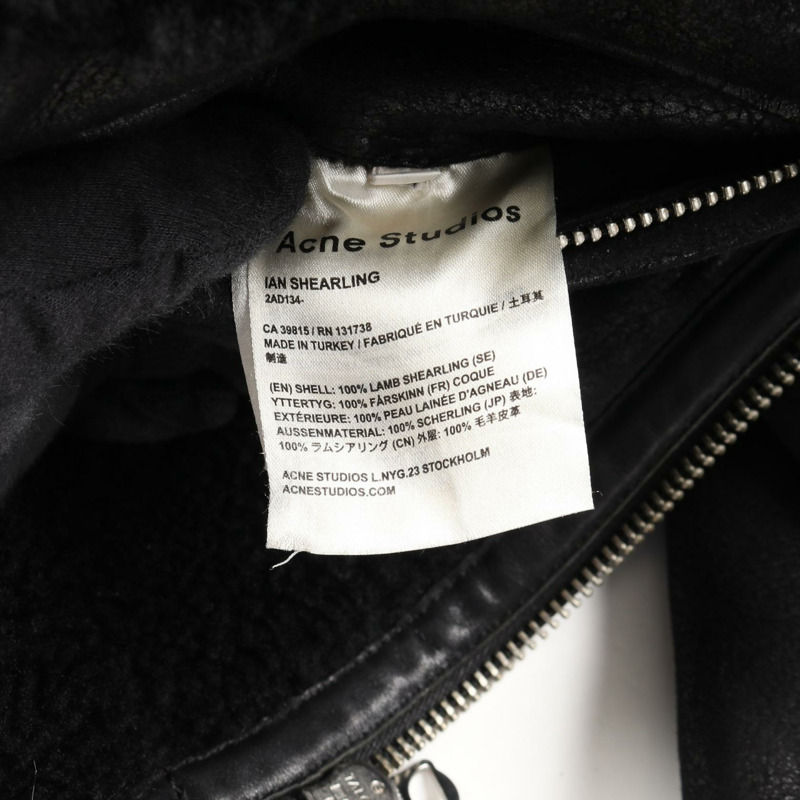 Acne Studios
IAN SHEARLING
2AD134-
CA 39815 / RN 131738
MADE IN TURKEY / FABRIQUÉ EN TURQUIE / 土耳其
制造
(EN) SHELL: 100% LAMB SHEARLING (SE)
YTTERTYG: 100% FÅRSKINN (FR) COQUE
EXTÉRIEURE: 100% PEAU LAINÉE D'AGNEAU (DE)
AUSSENMATERIAL: 100% SCHERLING (JP) 表地:
100% ラムシアリング (CN) 外服: 100% 毛羊皮革
ACNE STUDIOS L.NYG.23 STOCKHOLM
ACNESTUDIOS.COM